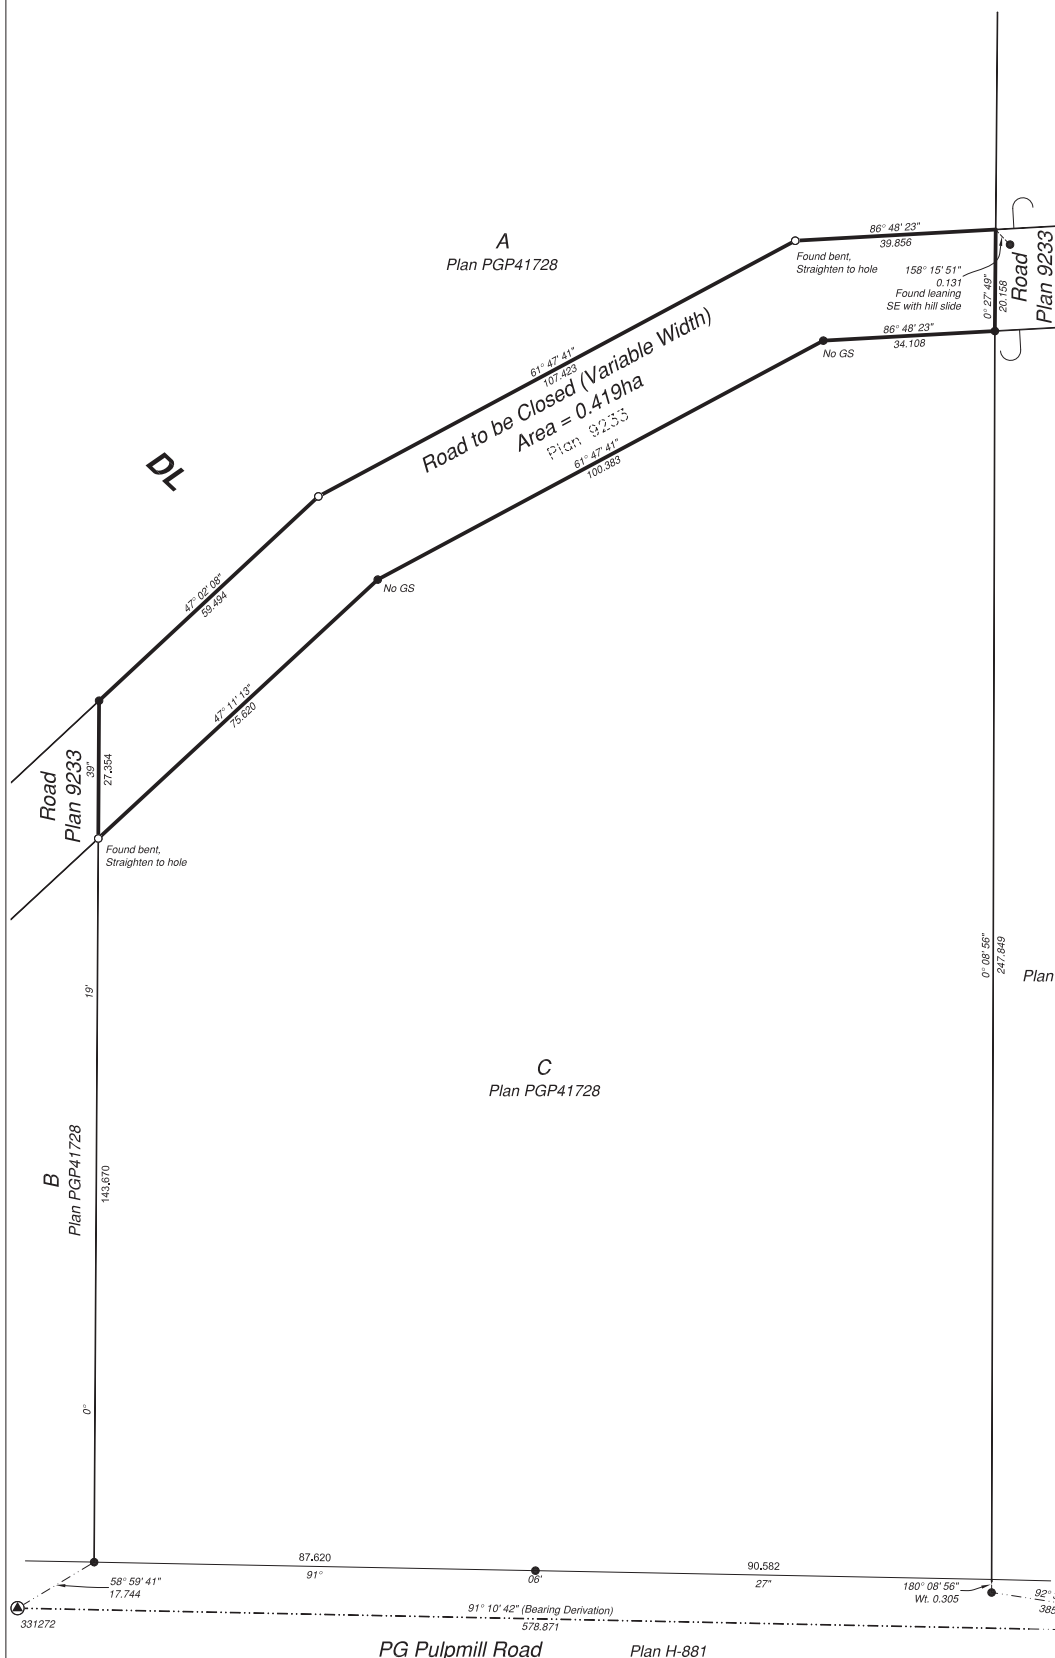 A
Plan PGP41728
86° 48' 23"
39.856
Found bent,
Straighten to hole
158° 15' 51"
0.131
Found leaning
SE with hill slide
0° 27' 49"
20.158
Road
Plan 9233
86° 48' 23"
34.108
No GS
61° 47' 41"
107.423
Road to be Closed (Variable Width)
Area = 0.419ha
Plan 9233
61° 47' 41"
100.383
DL
No GS
47° 02' 08"
59.494
47° 11' 13"
75.620
Road
Plan 9233
39"
27.354
Found bent,
Straighten to hole
19'
0° 08' 56"
247.849
Plan
C
Plan PGP41728
B
Plan PGP41728
143.670
0°
87.620
90.582
91°
06'
27"
58° 59' 41"
17.744
180° 08' 56"
Wt. 0.305
92°
385
331272
91° 10' 42" (Bearing Derivation)
578.871
PG Pulpmill Road
Plan H-881